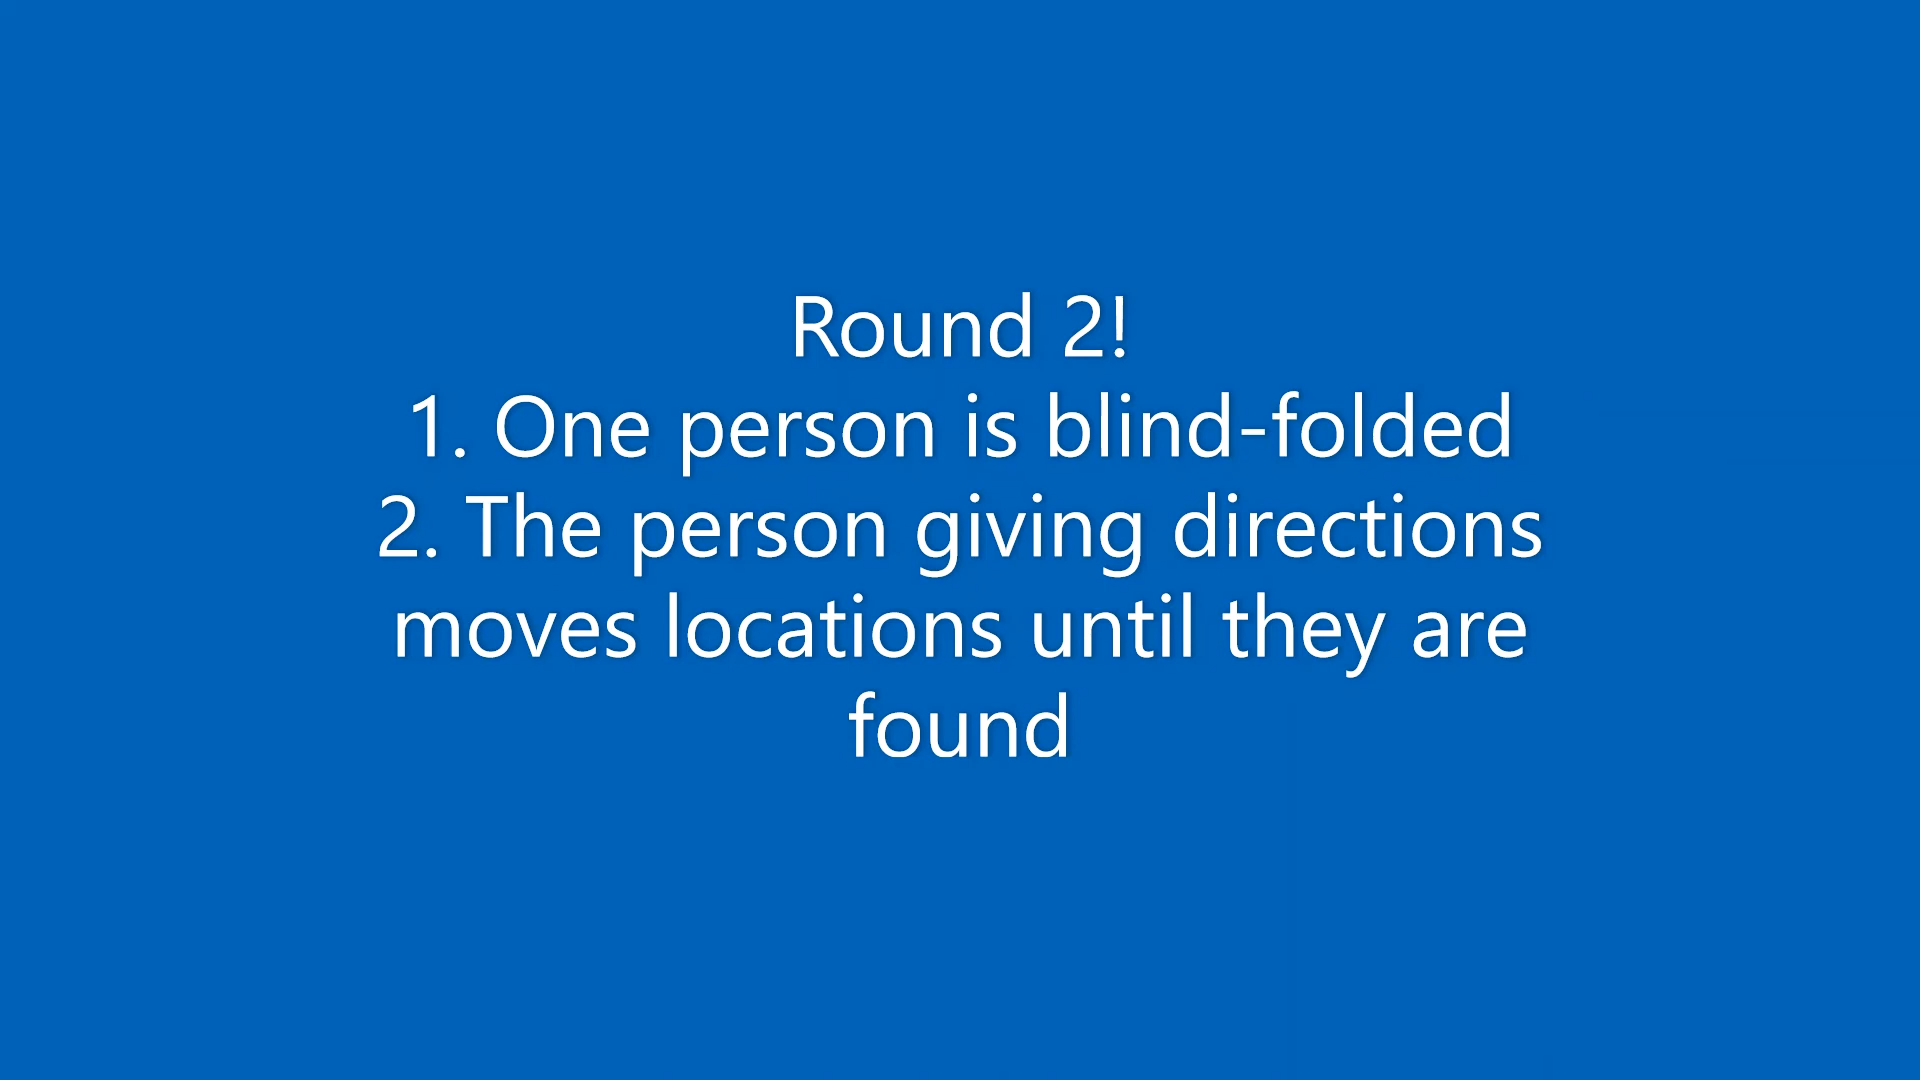 Round 2!
1. One person is blind-folded
2. The person giving directions
moves locations until they are
found